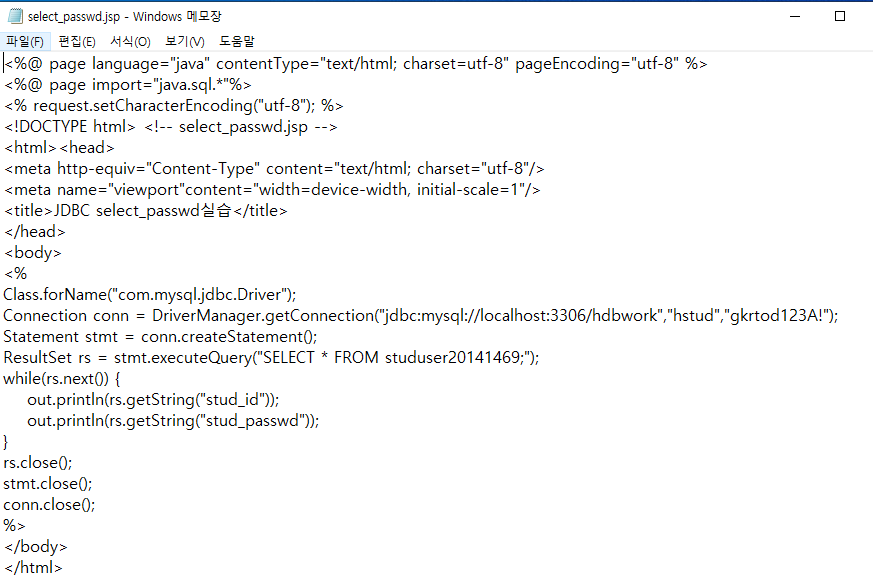 select_passwd.jsp - Windows 메모장
파일(F) 편집(E) 서식(O) 보기(V) 도움말
<%@ page language="java" contentType="text/html; charset=utf-8" pageEncoding="utf-8" %>
<%@ page import="java.sql.*"%>
<% request.setCharacterEncoding("utf-8"); %>
<!DOCTYPE html> <!-- select_passwd.jsp -->
<html><head>
<meta http-equiv="Content-Type" content="text/html; charset="utf-8"/>
<meta name="viewport"content="width=device-width, initial-scale=1"/>
<title>JDBC select_passwd실습</title>
</head>
<body>
<%
Class.forName("com.mysql.jdbc.Driver");
Connection conn = DriverManager.getConnection("jdbc:mysql://localhost:3306/hdbwork","hstud","gkrtod123A!");
Statement stmt = conn.createStatement();
ResultSet rs = stmt.executeQuery("SELECT * FROM studuser20141469;");
while(rs.next()) {
out.println(rs.getString("stud_id"));
out.println(rs.getString("stud_passwd"));
}
rs.close();
stmt.close();
conn.close();
%>
</body>
</html>